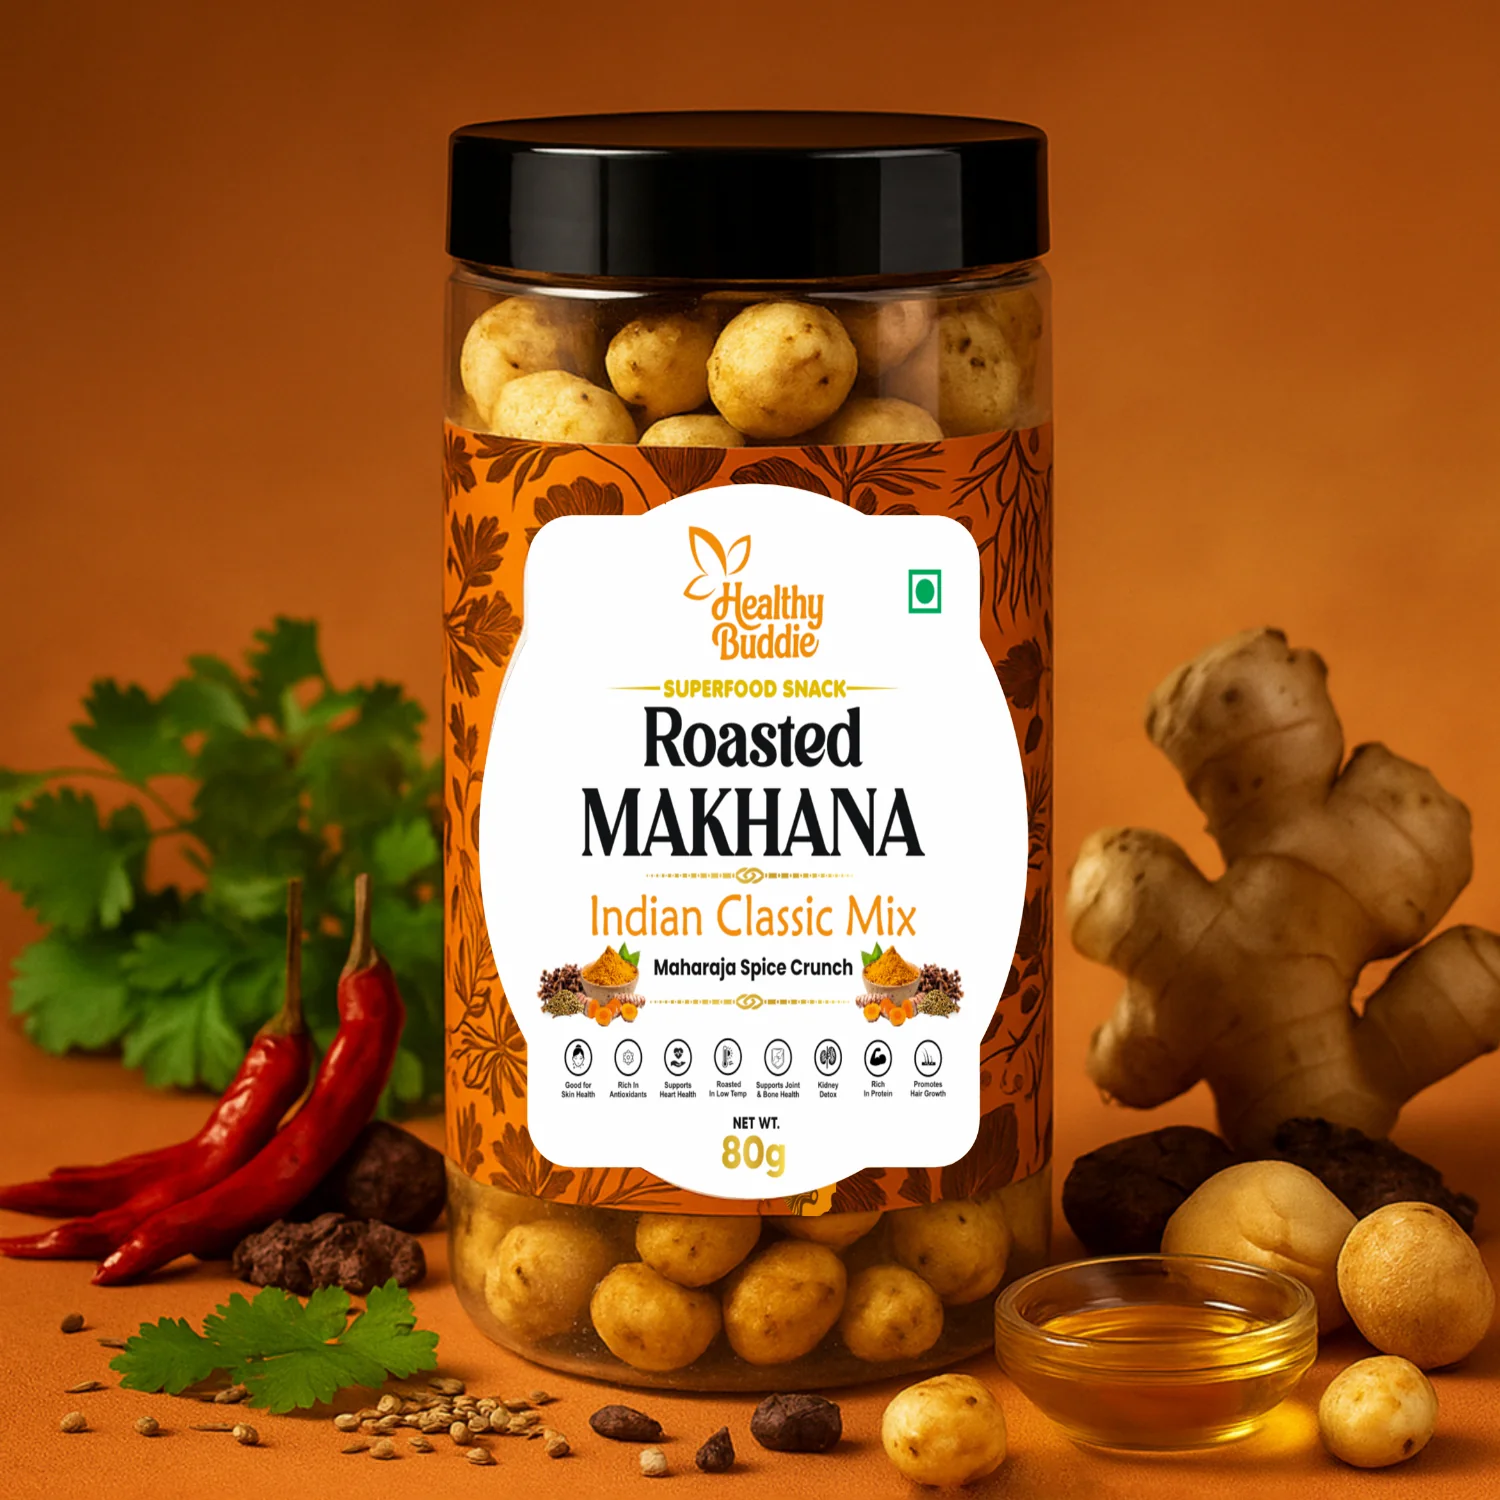 Healthy
Buddie
SUPERFOOD SNACK
Roasted
MAKHANA
Indian Classic Mix
Maharaja Spice Crunch
Good for
Skin Health
Rich In
Antioxidants
Supports
Heart Health
Roasted
In Low Temp
Supports Joint
& Bone Health
Kidney
Detox
Rich
In Protein
Promotes
Hair Growth
NET WT.
80g